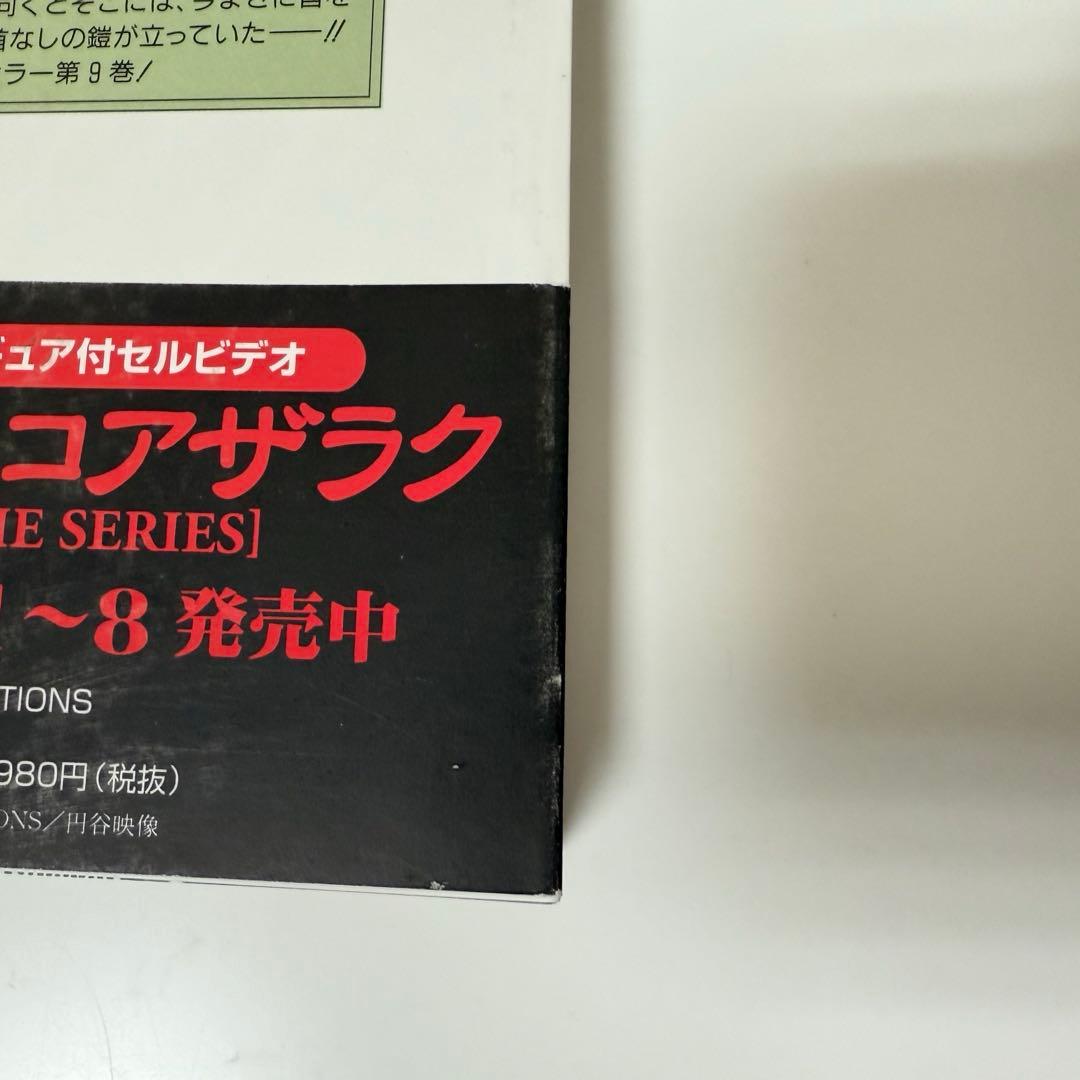 向くとそこには、今まさに首を
首なしの鎧が立っていた——!!
ラー第9巻!
ギュア付セルビデオ
コアザラク
HE SERIES]
1〜8 発売中
TIONS
980円(税抜)
ONS/円谷映像